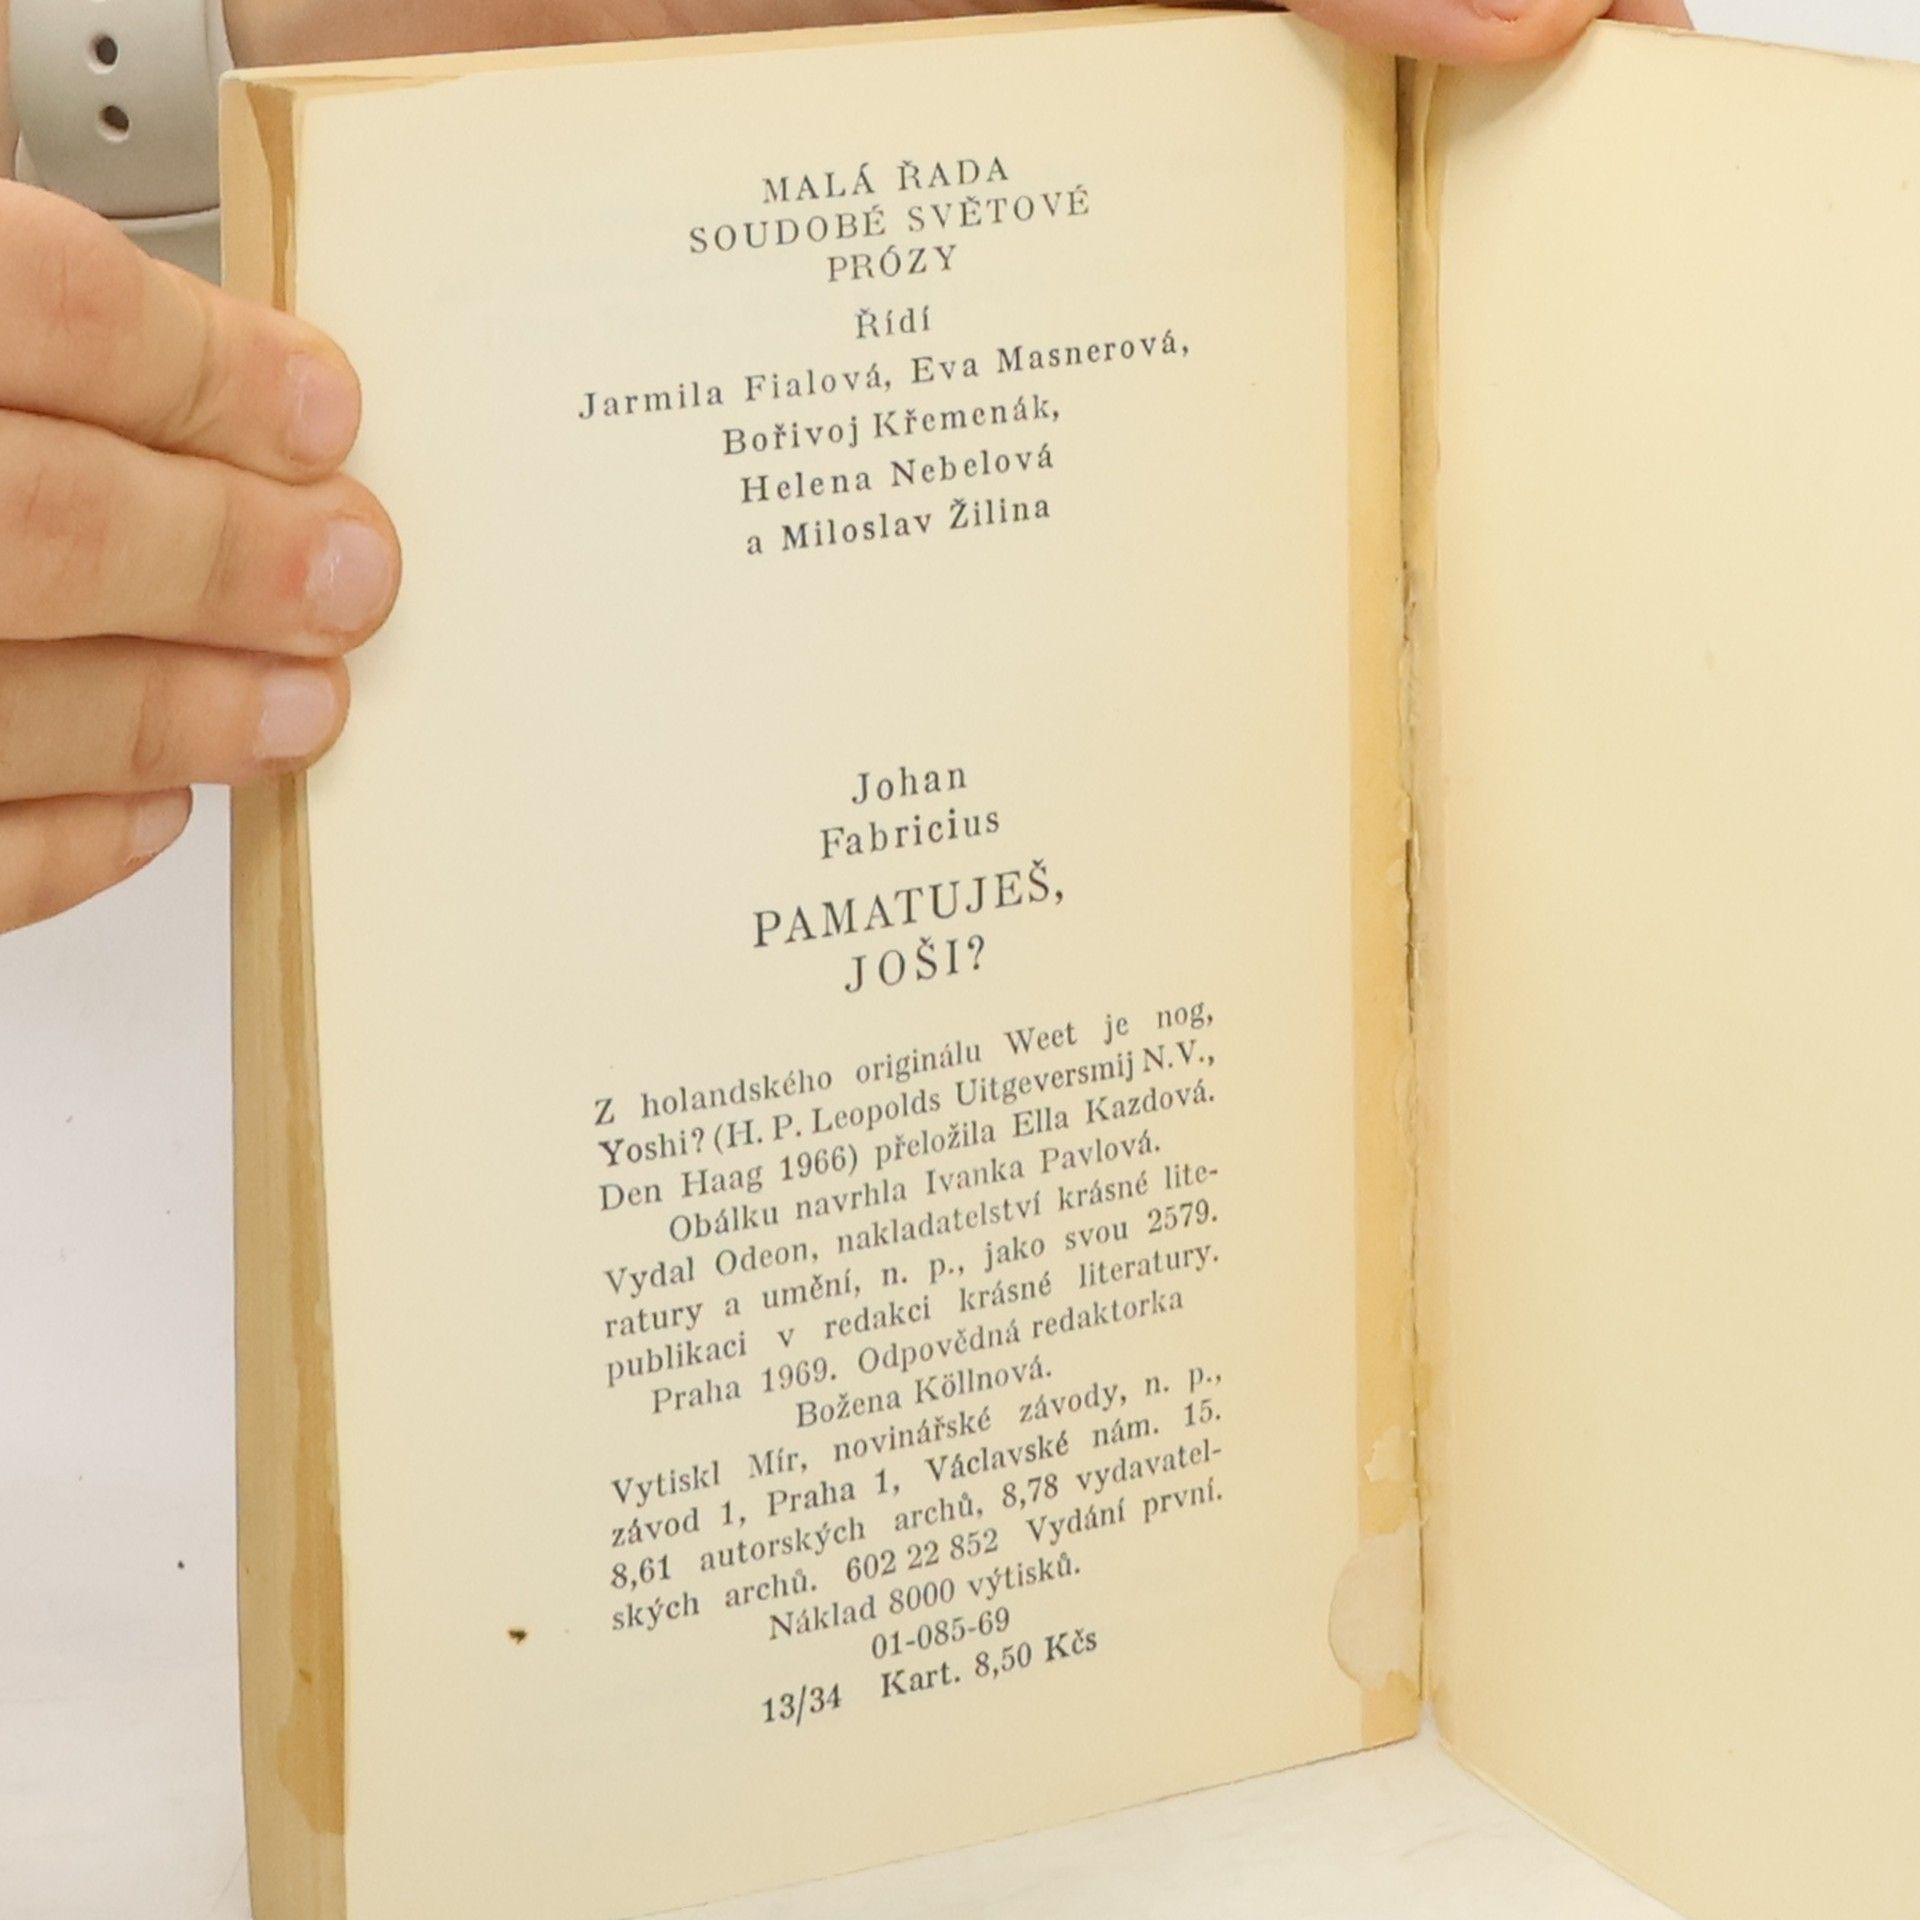 MALÁ ŘADA
SOUDOBÉ SVĚTOVÉ
PRÓZY
Řídí
Jarmila Fialová, Eva Masnerová,
Bořivoj Křemenák,
Helena Nebelová
a Miloslav Žilina
Johan
Fabricius
PAMATUJEŠ,
JOŠI?
Z holandského originálu Weet je nog,
Yoshi? (H. P. Leopolds Uitgeversmij N.V.,
Den Haag 1966) přeložila Ella Kazdová.
Obálku navrhla Ivanka Pavlová.
Vydal Odeon, nakladatelství krásné lite-
ratury a umění, n. p., jako svou 2579.
publikaci v redakci krásné literatury.
Praha 1969. Odpovědná redaktorka
Božena Köllnová.
Vytiskl Mír, novinářské závody, n. p.,
závod 1, Praha 1, Václavské nám. 15.
8,61 autorských archů, 8,78 vydavatel-
ských archů. 602 22 852 Vydání první.
Náklad 8000 výtisků.
01-085-69
13/34 Kart. 8,50 Kčs